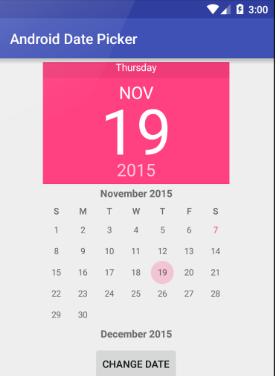 3:00
Android Date Picker
Thursday
NOV
19
2015
November 2015
S M T W T F S
1 2 3 4 5 6 7
8 9 10 11 12 13 14
15 16 17 18 19 20 21
22 23 24 25 26 27 28
29 30
December 2015
CHANGE DATE